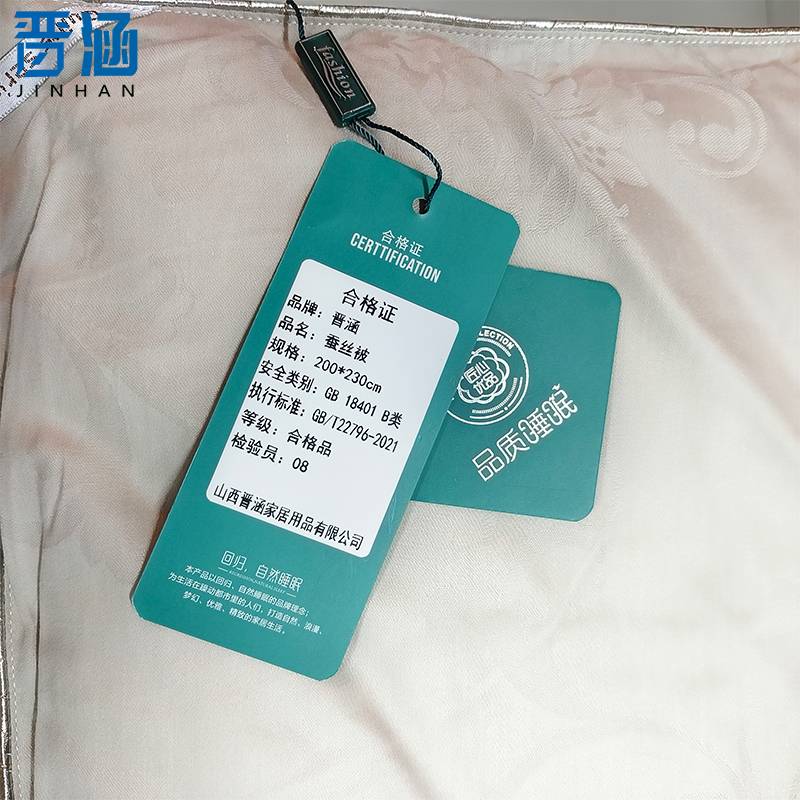 晋涵
JINHAN
fashion
合格证
CERTTIFICATION
合格证
品牌：晋涵
品名：蚕丝被
规格：200*230cm
安全类别：GB 18401 B类
执行标准：GB/T22796-2021
等级：合格品
检验员：08
山西晋涵家居用品有限公司
回归，自然睡眠
本产品以回归、自然睡眠的品牌理念；
为生活在躁动都市里的人们，打造自然、浪漫、
梦幻、优雅、精致的家居生活。
匠心
优品
品质睡眠